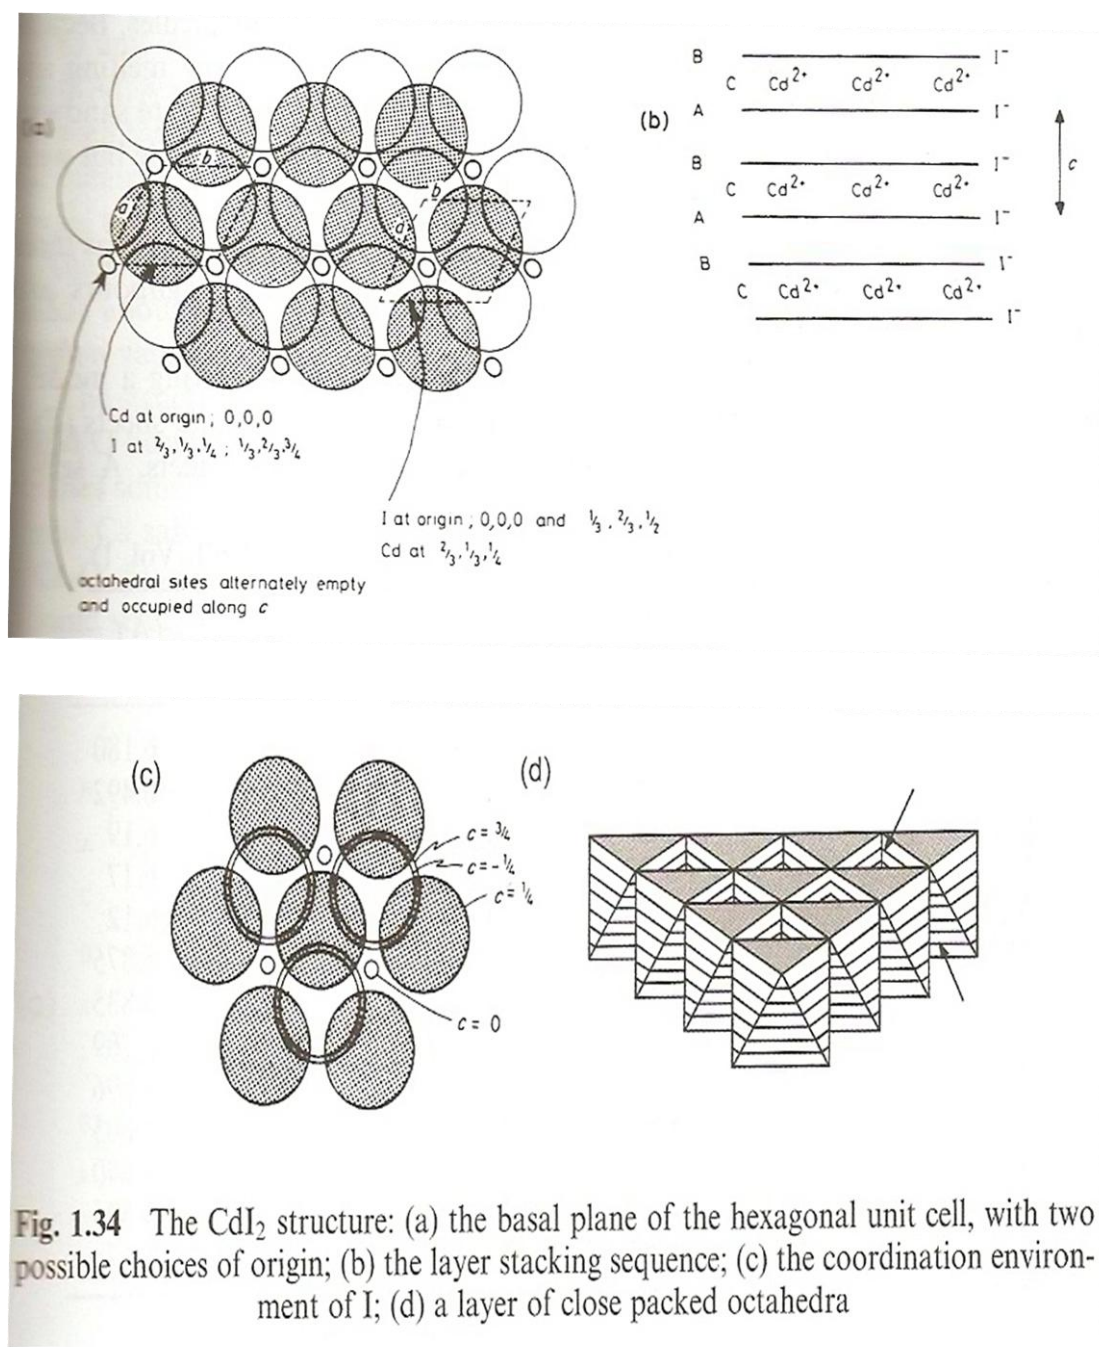 (a)
b
a
b
a
Cd at origin ; 0,0,0
I at ⅔,⅓,¼ ; ⅓,⅔,¾
I at origin ; 0,0,0 and ⅓,⅔,½
Cd at ⅔,⅓,¼
octahedral sites alternately empty
and occupied along c
(b)
B I⁻
C Cd²⁺ Cd²⁺ Cd²⁺
A I⁻
B I⁻
C Cd²⁺ Cd²⁺ Cd²⁺
A I⁻
B I⁻
C Cd²⁺ Cd²⁺ Cd²⁺
I⁻
c
(c)
c = ¾
c = -¼
c = ¼
c = 0
(d)
Fig. 1.34 The CdI₂ structure: (a) the basal plane of the hexagonal unit cell, with two
possible choices of origin; (b) the layer stacking sequence; (c) the coordination environ-
ment of I; (d) a layer of close packed octahedra